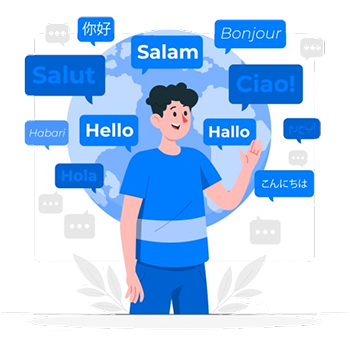 你好
Salam
Bonjour
Salut
Ciao!
Habari
Hello
Hallo
Hola
こんにちは